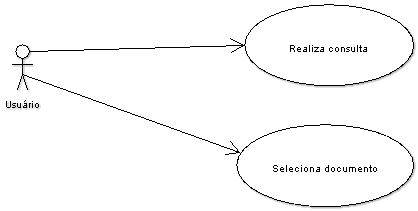 Realiza consulta
Usuário
Seleciona documento